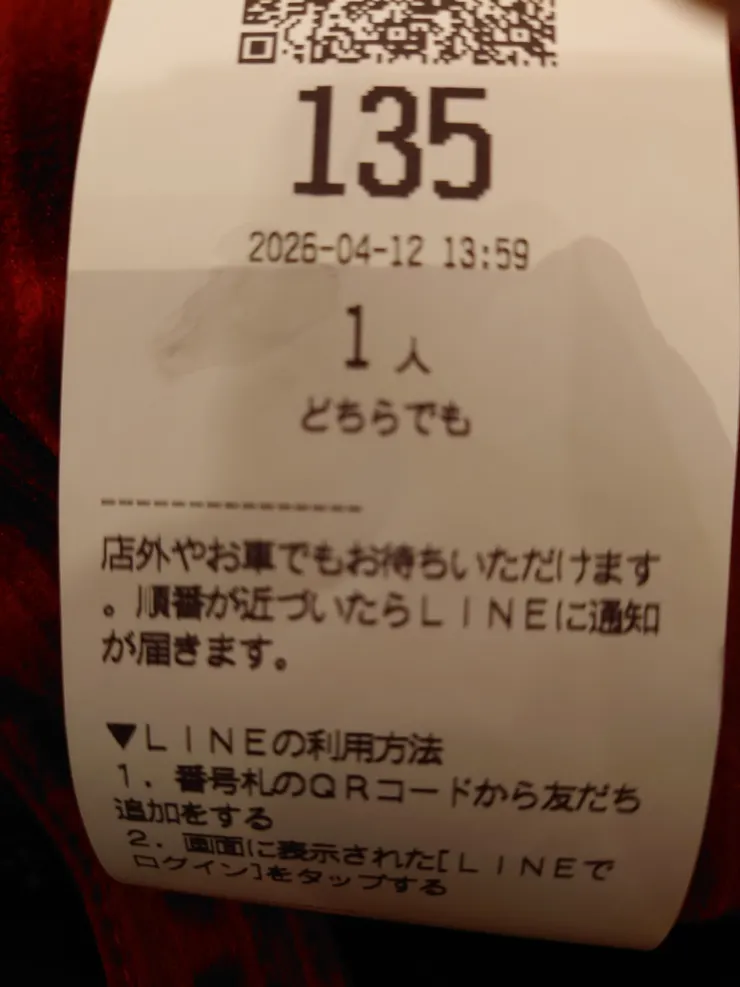 135
2026-04-12 13:59
1 人
どちらでも
---------------
店外やお車でもお待ちいただけます
。順番が近づいたらLINEに通知
が届きます。
▼LINEの利用方法
1. 番号札のQRコードから友だち
追加をする
2. 画面に表示された[LINEで
ログイン]をタップする